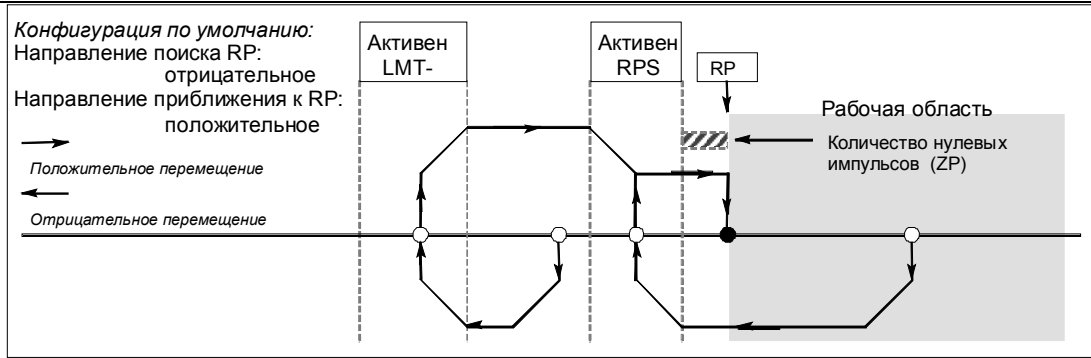 Конфигурация по умолчанию:
Направление поиска RP:
отрицательное
Направление приближения к RP:
положительное
Положительное перемещение
Отрицательное перемещение
Активен
LMT-
Активен
RPS
RP
Рабочая область
Количество нулевых
импульсов (ZP)